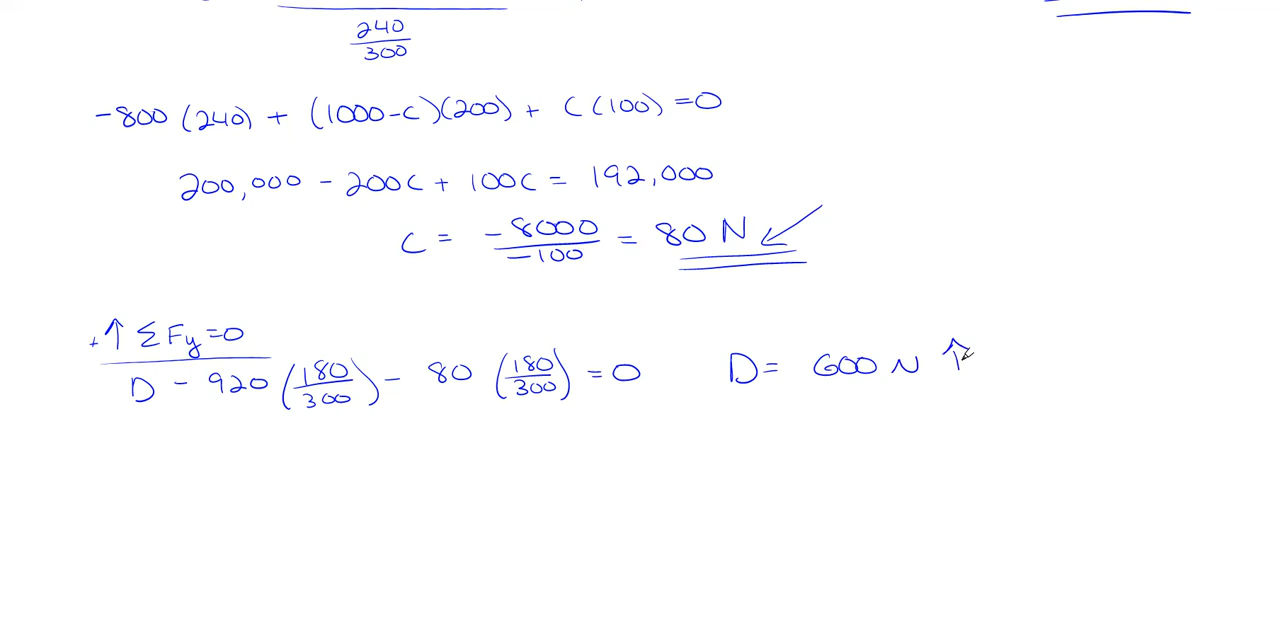 240
300
-800 (240) + (1000-C)(200) + C(100) = 0
200,000 - 200C + 100C = 192,000
C = -8000/-100 = 80 N ↙
+↑ ΣFy=0
D - 920 (180/300) - 80 (180/300) = 0 D = 600 N ↑